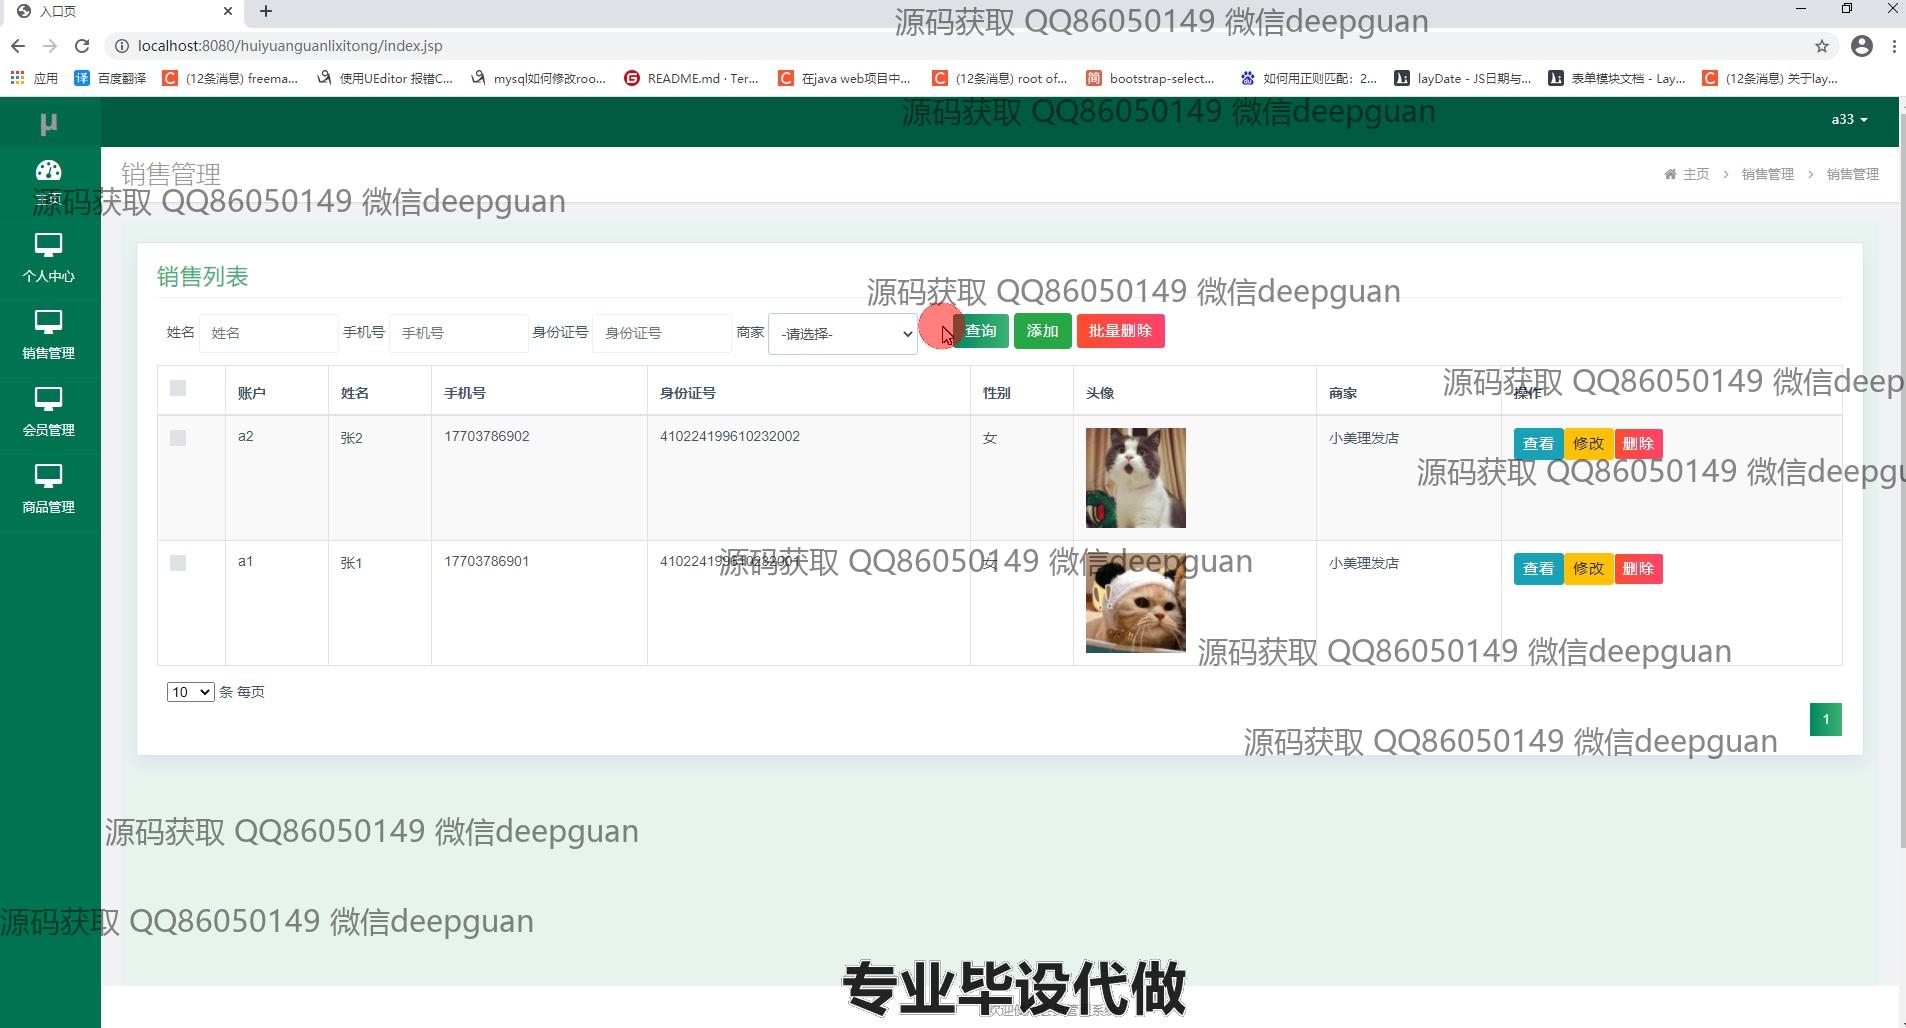 入口页
源码获取 QQ86050149 微信deepguan
localhost:8080/huiyuanguanlixitong/index.jsp
应用 百度翻译 (12条消息) freema... 使用UEditor 报错C... mysql如何修改roo... README.md · Ter... 在java web项目中... (12条消息) root of... bootstrap-select... 如何用正则匹配：2... layDate - JS日期与... 表单模块文档 - Lay... (12条消息) 关于lay...
源码获取 QQ86050149 微信deepguan
μ
a33
主页
销售管理
主页 > 销售管理 > 销售管理
源码获取 QQ86050149 微信deepguan
个人中心
销售管理
会员管理
商品管理
销售列表
源码获取 QQ86050149 微信deepguan
姓名 姓名 手机号 手机号 身份证号 身份证号 商家 -请选择- 查询 添加 批量删除
账户 姓名 手机号 身份证号 性别 头像 商家 操作
源码获取 QQ86050149 微信deep
a2 张2 17703786902 410224199610232002 女 小美理发店 查看 修改 删除
源码获取 QQ86050149 微信deepgu
a1 张1 17703786901 410224199610232001 女 小美理发店 查看 修改 删除
源码获取 QQ86050149 微信deepguan
源码获取 QQ86050149 微信deepguan
10 条 每页
1
源码获取 QQ86050149 微信deepguan
源码获取 QQ86050149 微信deepguan
源码获取 QQ86050149 微信deepguan
专业毕设代做